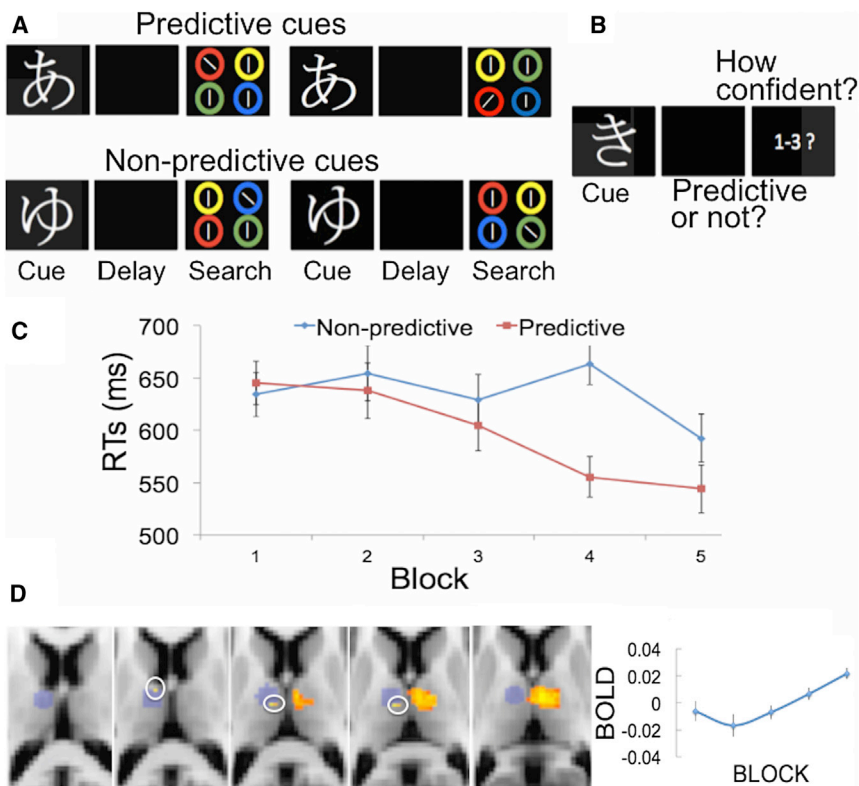 A
Predictive cues
あ
あ
Non-predictive cues
ゆ
ゆ
Cue Delay Search Cue Delay Search
B
How
confident?
き
1-3 ?
Cue
Predictive
or not?
C
Non-predictive Predictive
700
650
600
550
500
RTs (ms)
1 2 3 4 5
Block
D
0.04
0.02
0
-0.02
-0.04
BOLD
BLOCK